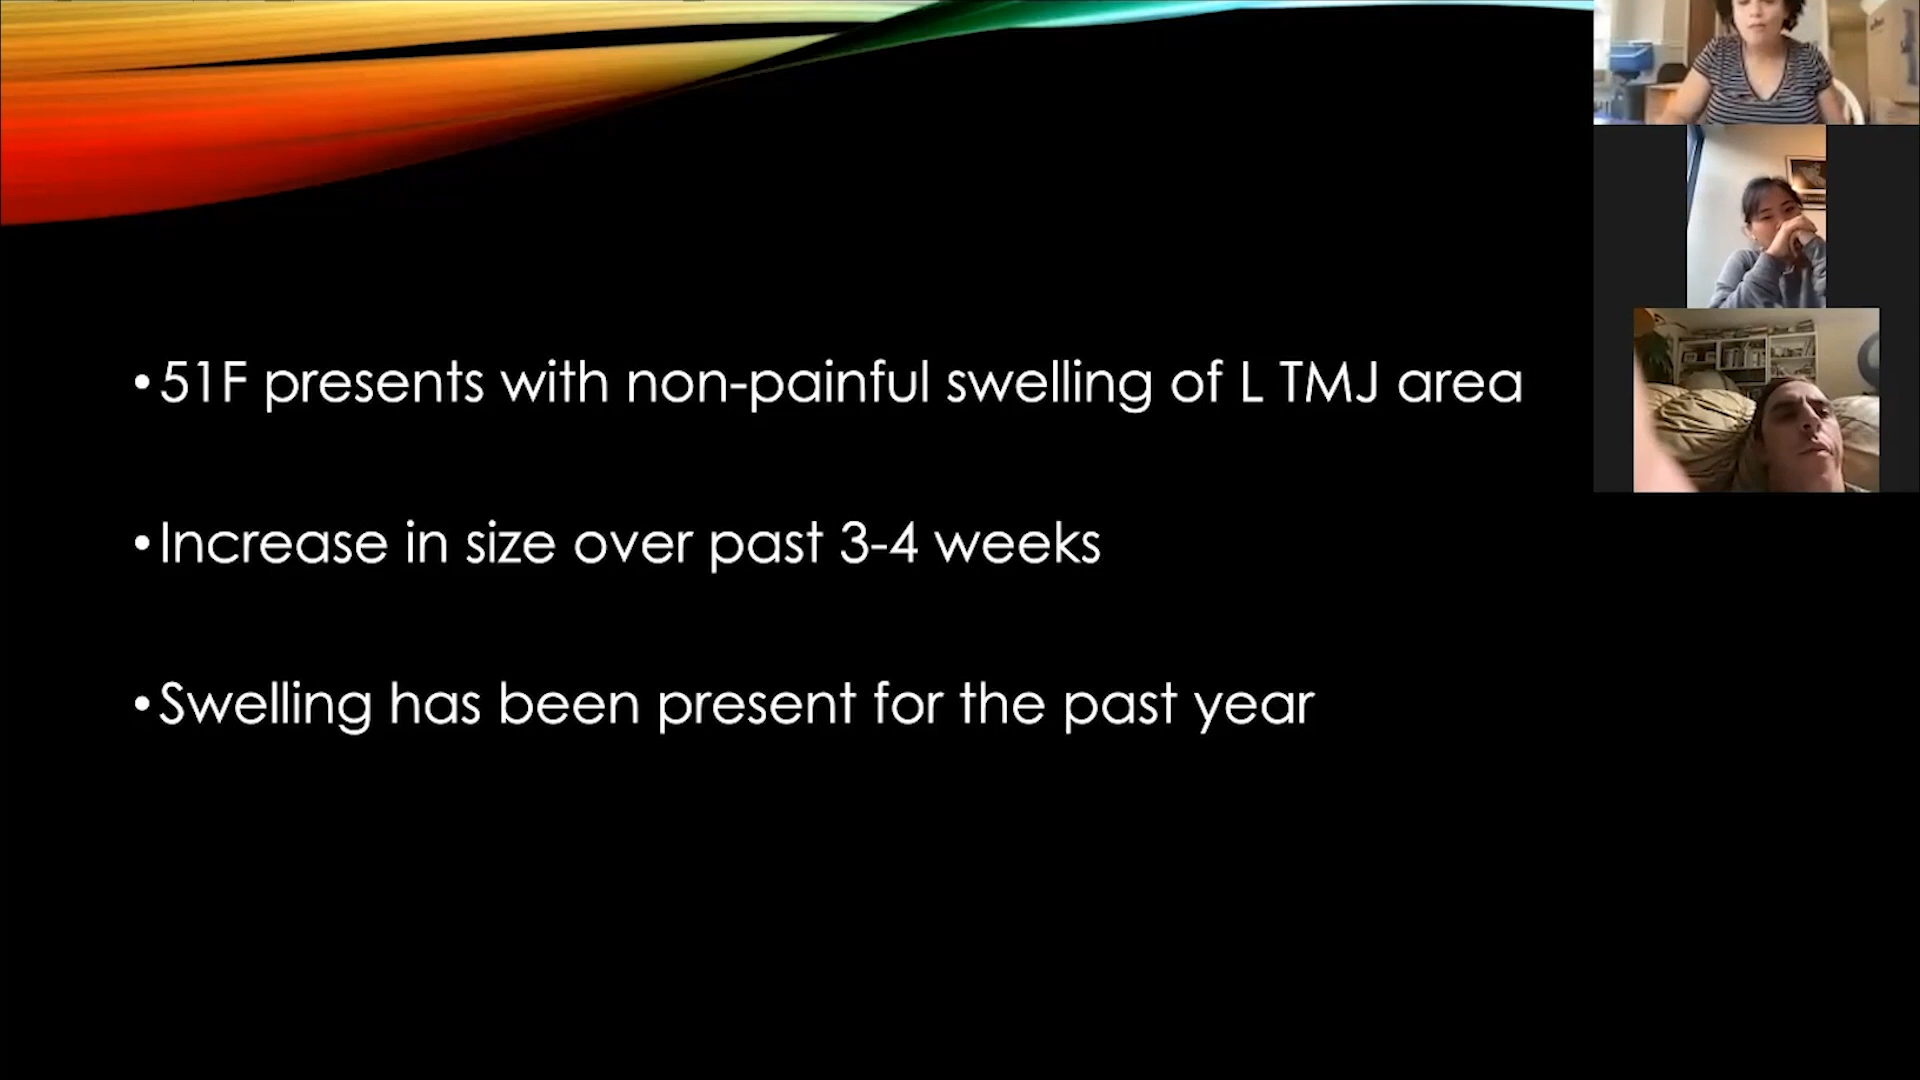 •51F presents with non-painful swelling of L TMJ area
•Increase in size over past 3-4 weeks
•Swelling has been present for the past year